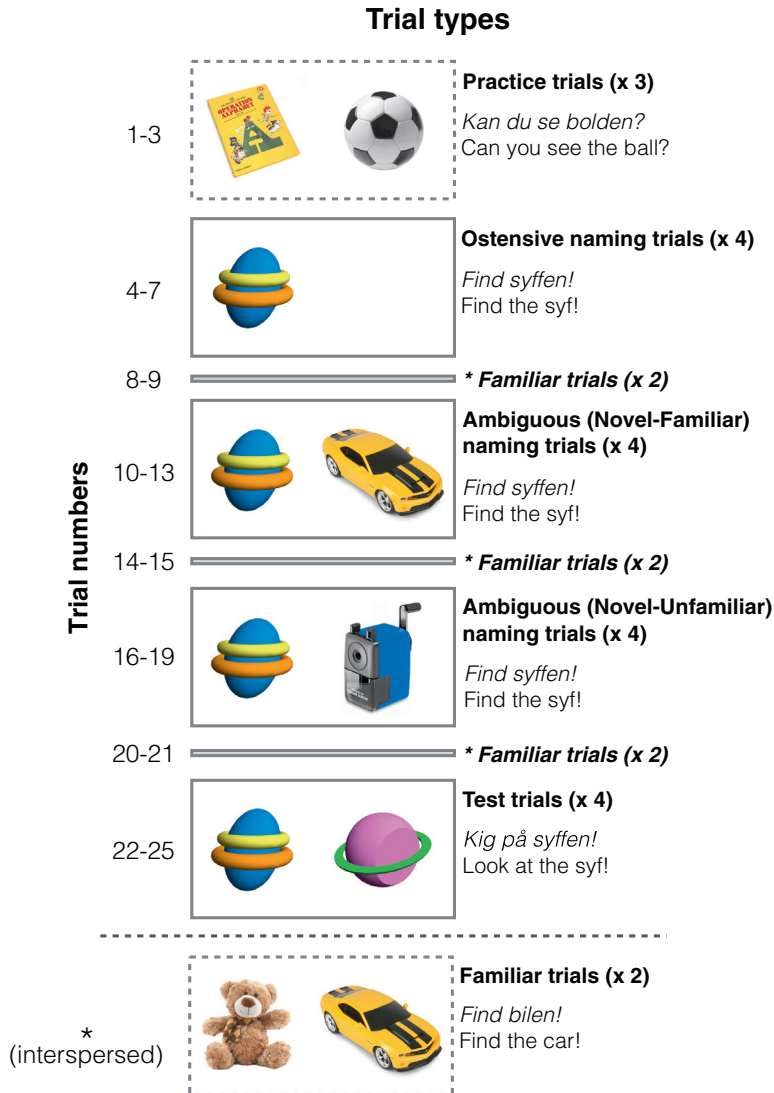 Trial types
Trial numbers
1-3
OPERATION
ALPHABET
A
Practice trials (x 3)
Kan du se bolden?
Can you see the ball?
4-7
Ostensive naming trials (x 4)
Find syffen!
Find the syf!
8-9
* Familiar trials (x 2)
10-13
Ambiguous (Novel-Familiar)
naming trials (x 4)
Find syffen!
Find the syf!
14-15
* Familiar trials (x 2)
16-19
Ambiguous (Novel-Unfamiliar)
naming trials (x 4)
Find syffen!
Find the syf!
20-21
* Familiar trials (x 2)
22-25
Test trials (x 4)
Kig på syffen!
Look at the syf!
*
(interspersed)
Familiar trials (x 2)
Find bilen!
Find the car!